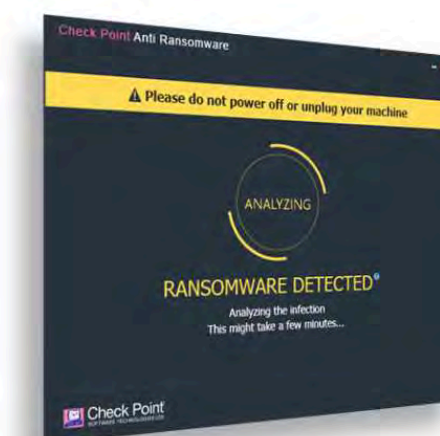 Check Point Anti Ransomware
⚠ Please do not power off or unplug your machine
ANALYZING
RANSOMWARE DETECTED
Analyzing the infection
This might take a few minutes...
Check Point
SOFTWARE TECHNOLOGIES LTD.